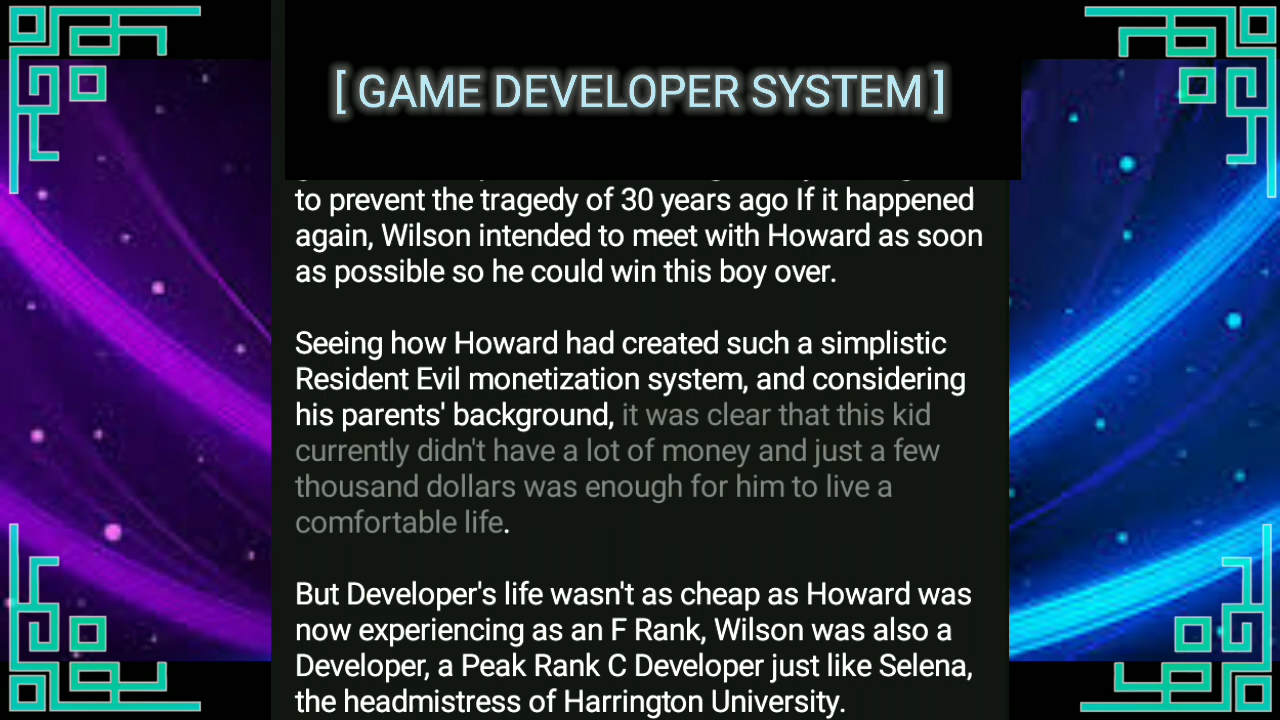 [ GAME DEVELOPER SYSTEM ]
to prevent the tragedy of 30 years ago If it happened
again, Wilson intended to meet with Howard as soon
as possible so he could win this boy over.
Seeing how Howard had created such a simplistic
Resident Evil monetization system, and considering
his parents' background, it was clear that this kid
currently didn't have a lot of money and just a few
thousand dollars was enough for him to live a
comfortable life.
But Developer's life wasn't as cheap as Howard was
now experiencing as an F Rank, Wilson was also a
Developer, a Peak Rank C Developer just like Selena,
the headmistress of Harrington University.